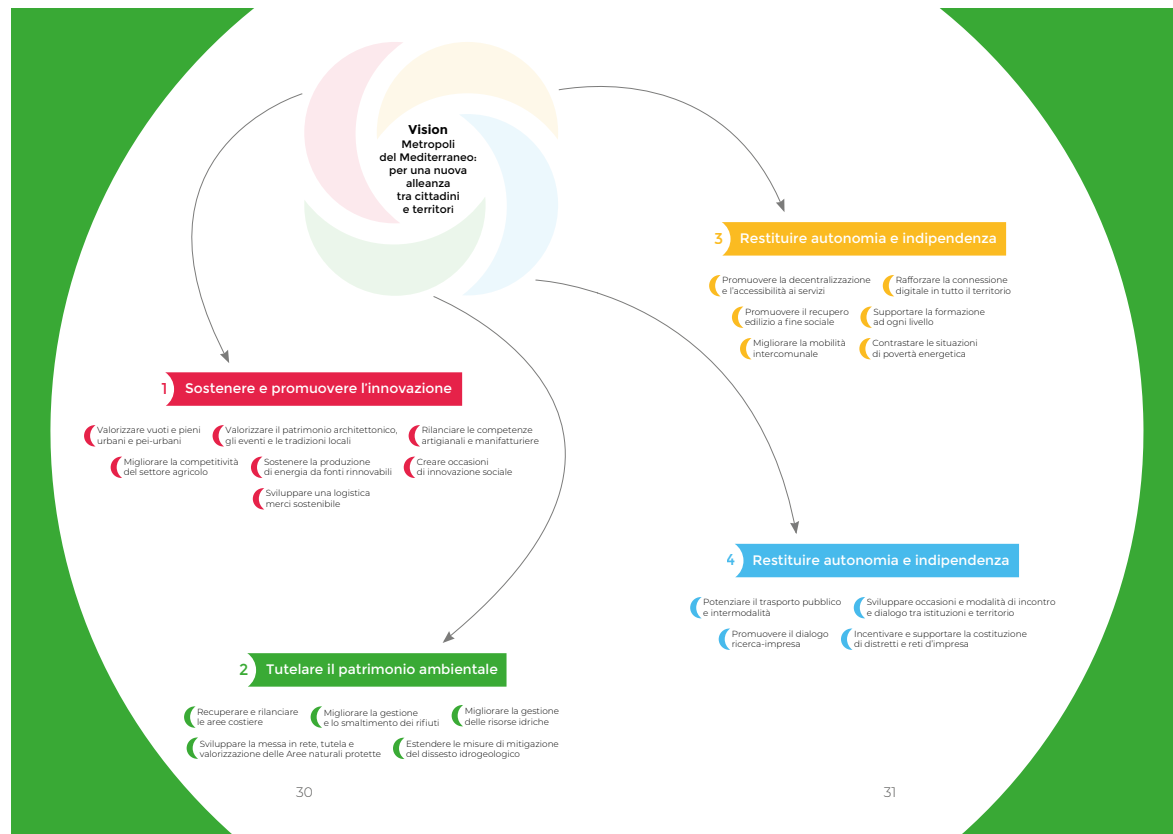 Vision
Metropoli
del Mediterraneo:
per una nuova
alleanza
tra cittadini
e territori
1 Sostenere e promuovere l'innovazione
Valorizzare vuoti e pieni
urbani e pei-urbani
Valorizzare il patrimonio architettonico,
gli eventi e le tradizioni locali
Rilanciare le competenze
artigianali e manifatturiere
Migliorare la competitività
del settore agricolo
Sostenere la produzione
di energia da fonti rinnovabili
Creare occasioni
di innovazione sociale
Sviluppare una logistica
merci sostenibile
2 Tutelare il patrimonio ambientale
Recuperare e rilanciare
le aree costiere
Migliorare la gestione
e lo smaltimento dei rifiuti
Migliorare la gestione
delle risorse idriche
Sviluppare la messa in rete, tutela e
valorizzazione delle Aree naturali protette
Estendere le misure di mitigazione
del dissesto idrogeologico
30
3 Restituire autonomia e indipendenza
Promuovere la decentralizzazione
e l'accessibilità ai servizi
Rafforzare la connessione
digitale in tutto il territorio
Promuovere il recupero
edilizio a fine sociale
Supportare la formazione
ad ogni livello
Migliorare la mobilità
intercomunale
Contrastare le situazioni
di povertà energetica
4 Restituire autonomia e indipendenza
Potenziare il trasporto pubblico
e intermodalità
Sviluppare occasioni e modalità di incontro
e dialogo tra istituzioni e territorio
Promuovere il dialogo
ricerca-impresa
Incentivare e supportare la costituzione
di distretti e reti d'impresa
31